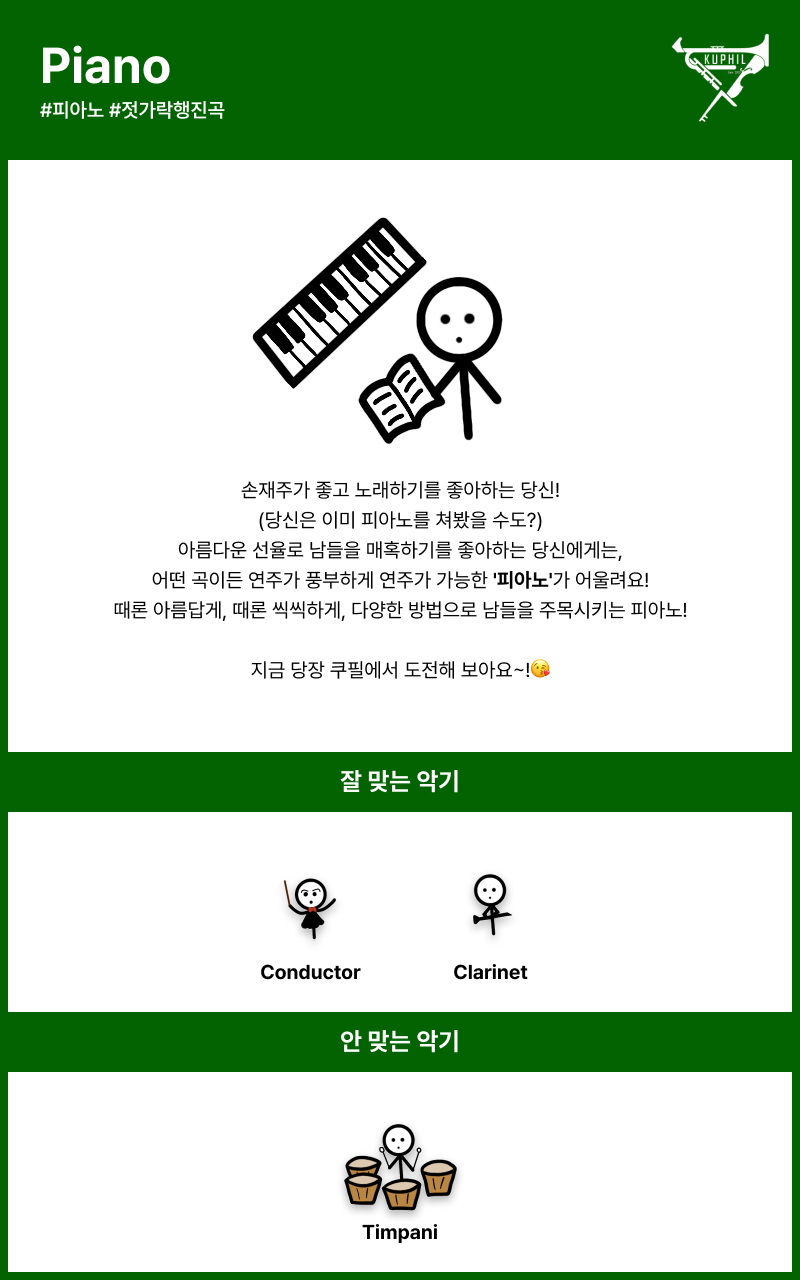 Piano
#피아노 #젓가락행진곡
KUPHIL
손재주가 좋고 노래하기를 좋아하는 당신!
(당신은 이미 피아노를 쳐봤을 수도?)
아름다운 선율로 남들을 매혹하기를 좋아하는 당신에게는,
어떤 곡이든 연주가 풍부하게 연주가 가능한 '피아노'가 어울려요!
때론 아름답게, 때론 씩씩하게, 다양한 방법으로 남들을 주목시키는 피아노!
지금 당장 쿠필에서 도전해 보아요~!😘
잘 맞는 악기
Conductor
Clarinet
안 맞는 악기
Timpani